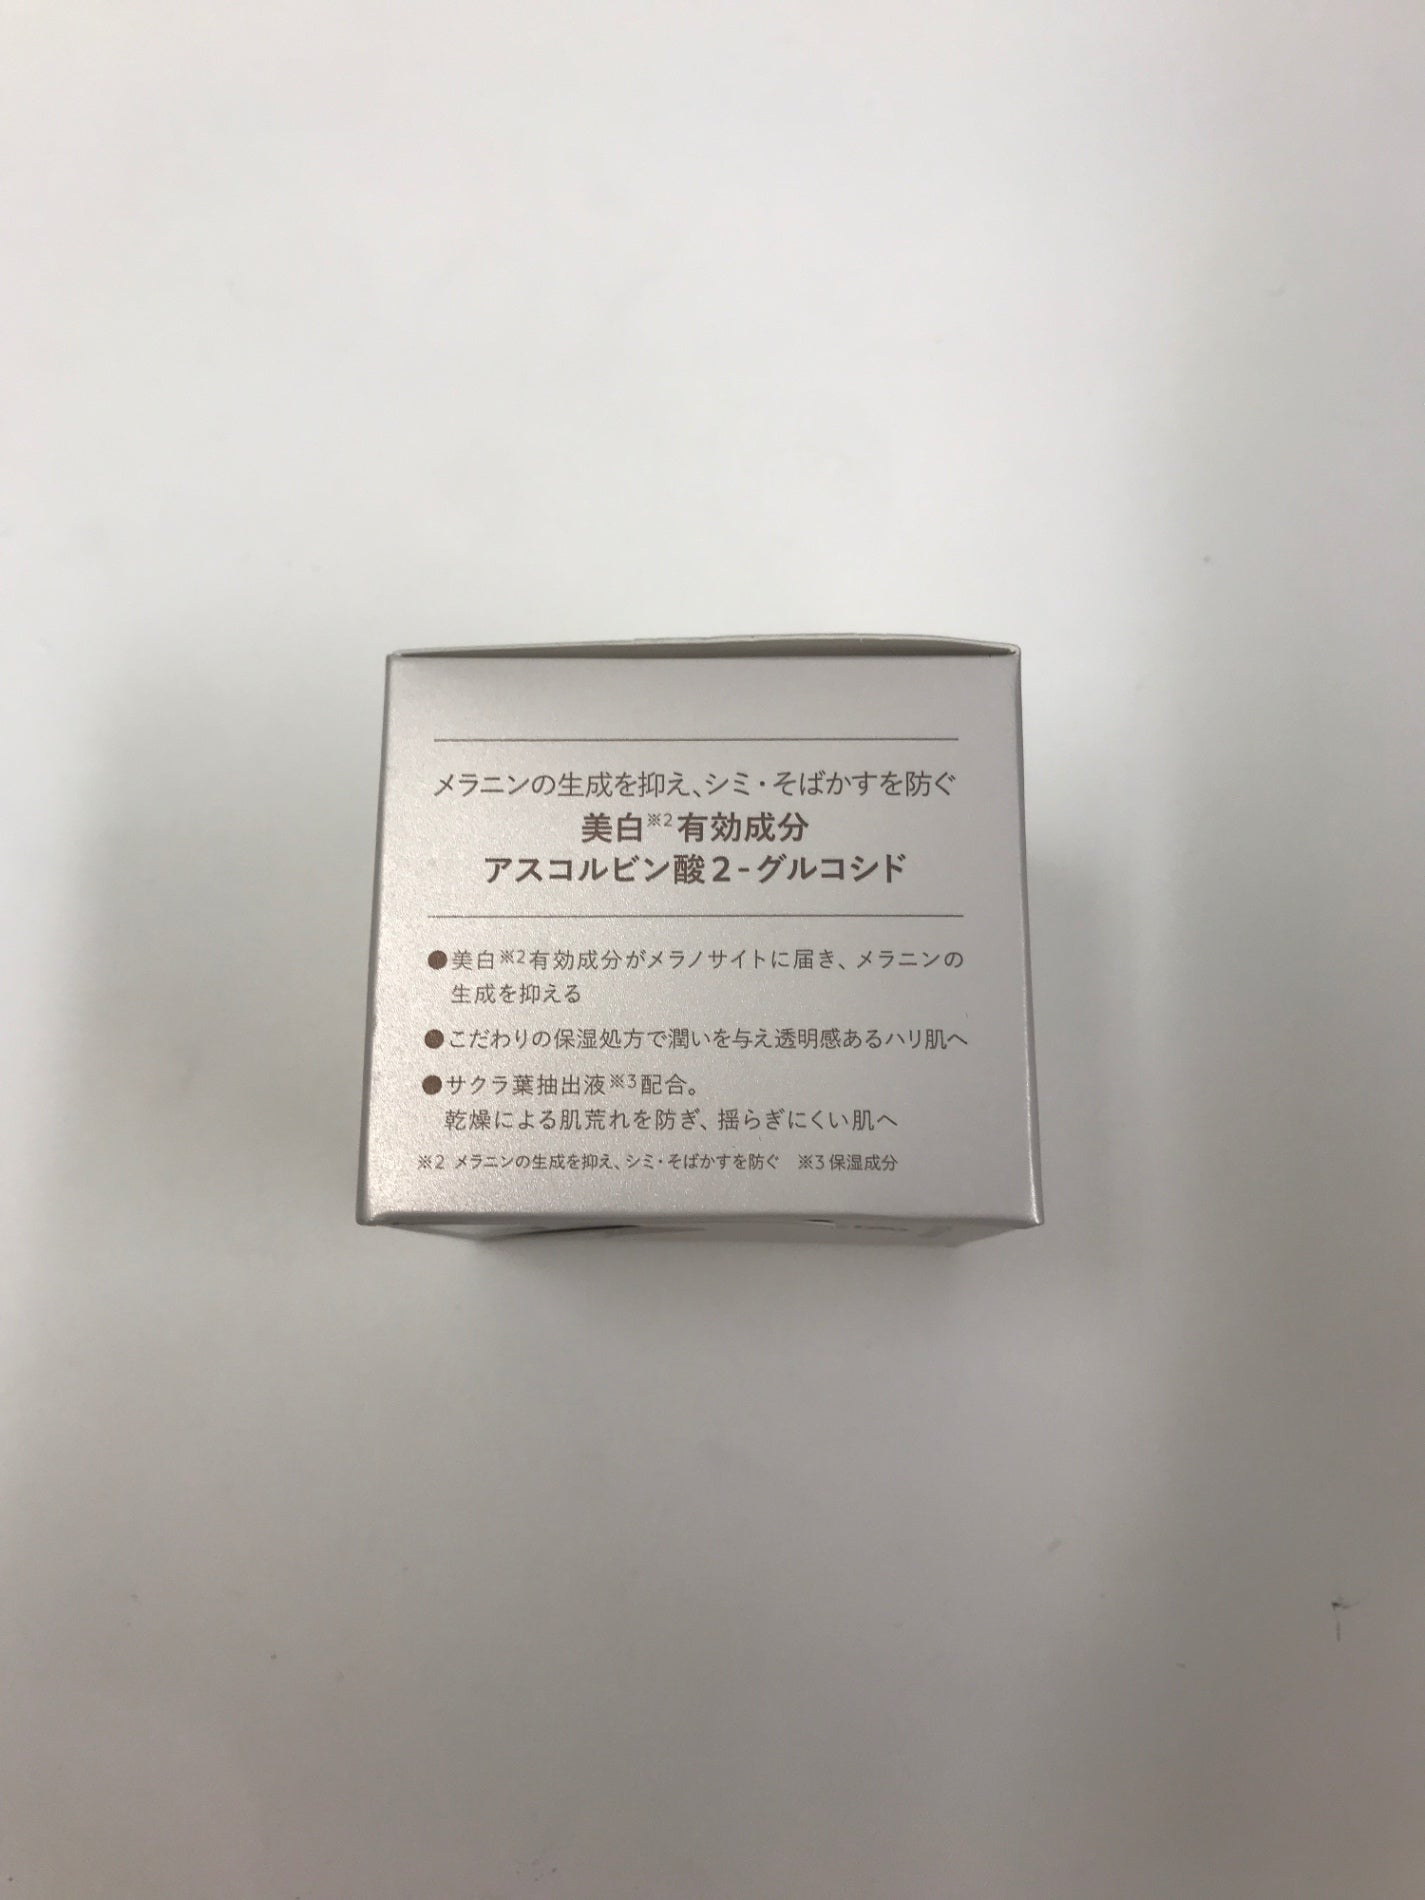 メラニンの生成を抑え、シミ・そばかすを防ぐ
美白※2有効成分
アスコルビン酸2-グルコシド
●美白※2有効成分がメラノサイトに届き、メラニンの
生成を抑える
●こだわりの保湿処方で潤いを与え透明感あるハリ肌へ
●サクラ葉抽出液※3配合。
乾燥による肌荒れを防ぎ、揺らぎにくい肌へ
※2 メラニンの生成を抑え、シミ・そばかすを防ぐ ※3 保湿成分